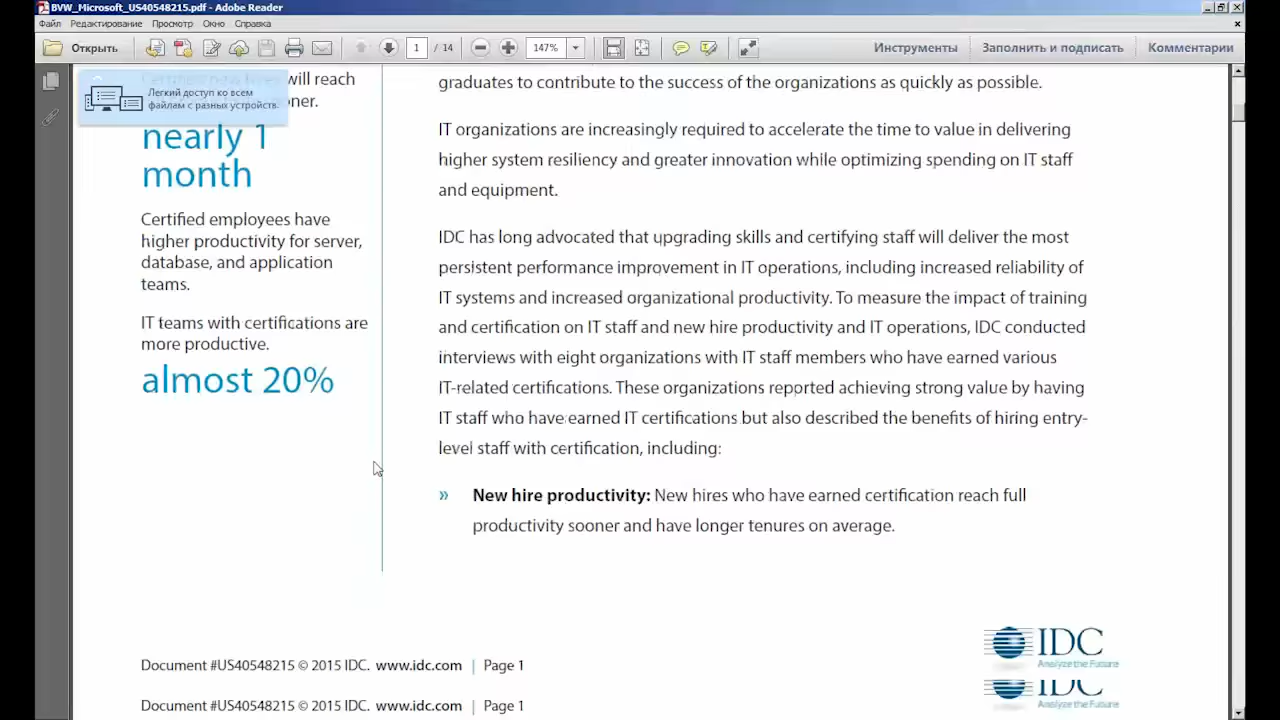 BVW_Microsoft_US40548215.pdf - Adobe Reader
Файл Редактирование Просмотр Окно Справка
Открыть 1 / 14 147% Инструменты Заполнить и подписать Комментарии
Легкий доступ ко всем
файлам с разных устройств.
will reach
nearly 1
month
Certified employees have
higher productivity for server,
database, and application
teams.
IT teams with certifications are
more productive.
almost 20%
graduates to contribute to the success of the organizations as quickly as possible.
IT organizations are increasingly required to accelerate the time to value in delivering
higher system resiliency and greater innovation while optimizing spending on IT staff
and equipment.
IDC has long advocated that upgrading skills and certifying staff will deliver the most
persistent performance improvement in IT operations, including increased reliability of
IT systems and increased organizational productivity. To measure the impact of training
and certification on IT staff and new hire productivity and IT operations, IDC conducted
interviews with eight organizations with IT staff members who have earned various
IT-related certifications. These organizations reported achieving strong value by having
IT staff who have earned IT certifications but also described the benefits of hiring entry-
level staff with certification, including:
» New hire productivity: New hires who have earned certification reach full
productivity sooner and have longer tenures on average.
IDC
Analyze the Future
Document #US40548215 © 2015 IDC. www.idc.com | Page 1
IDC
Analyze the Future
Document #US40548215 © 2015 IDC. www.idc.com | Page 1